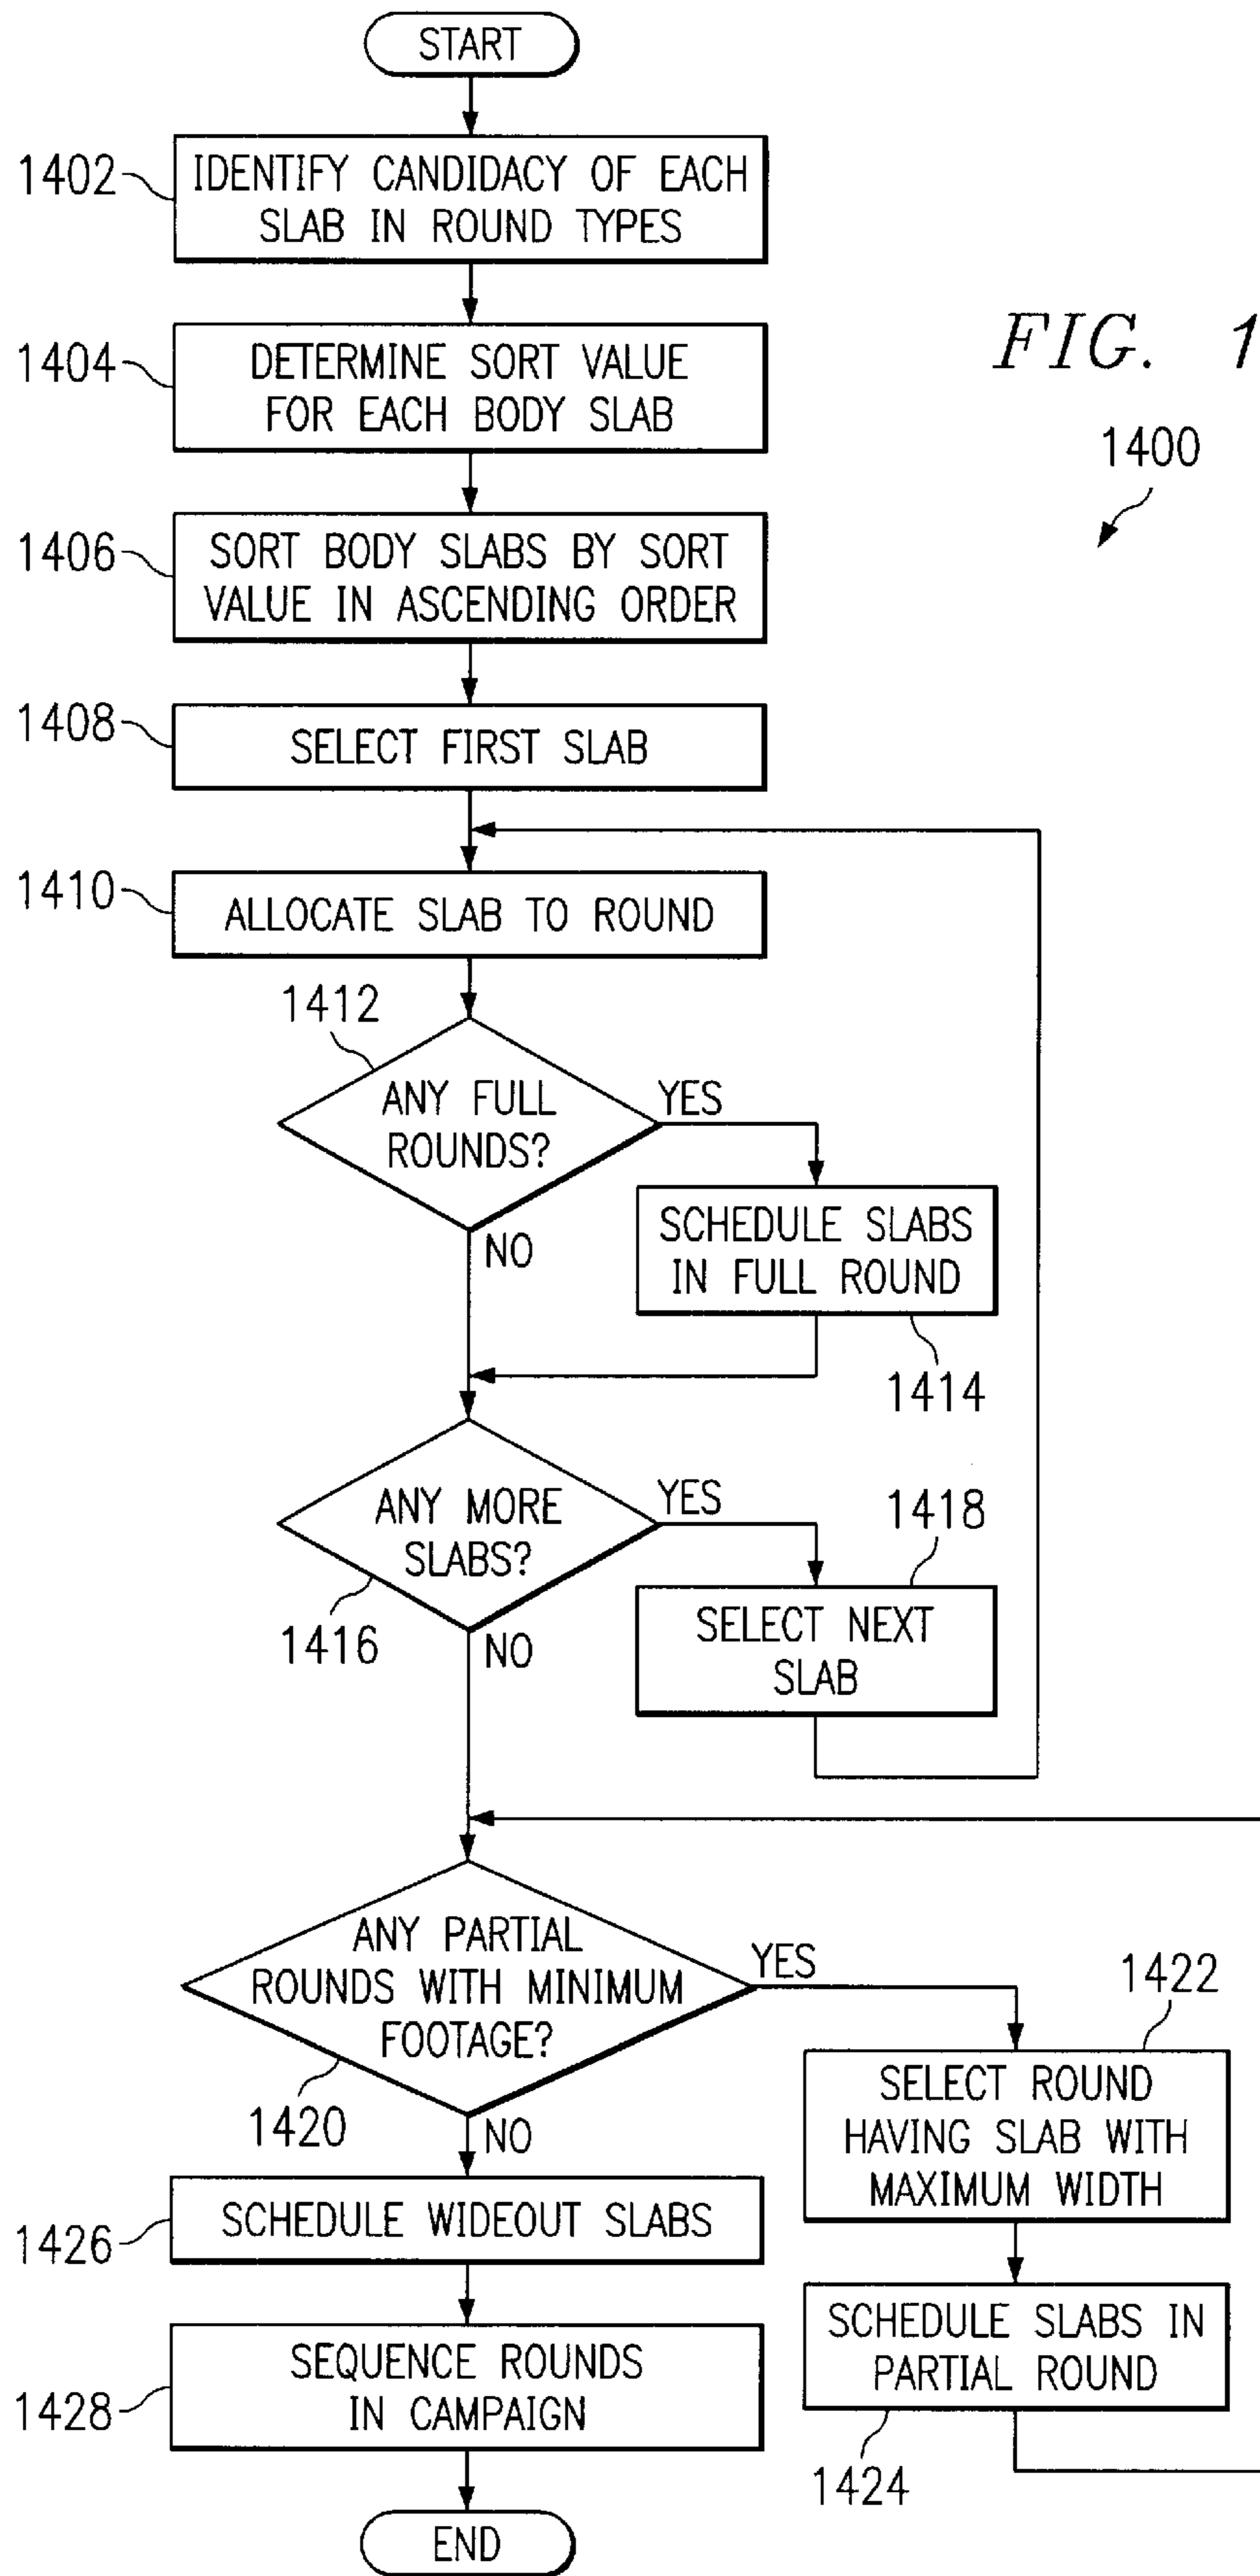 START
1402
IDENTIFY CANDIDACY OF EACH
SLAB IN ROUND TYPES
1404
DETERMINE SORT VALUE
FOR EACH BODY SLAB
FIG. 1
1400
1406
SORT BODY SLABS BY SORT
VALUE IN ASCENDING ORDER
1408
SELECT FIRST SLAB
1410
ALLOCATE SLAB TO ROUND
1412
ANY FULL
ROUNDS?
YES
NO
SCHEDULE SLABS
IN FULL ROUND
1414
ANY MORE
SLABS?
YES
1418
1416
NO
SELECT NEXT
SLAB
ANY PARTIAL
ROUNDS WITH MINIMUM
FOOTAGE?
YES
1422
1420
NO
SELECT ROUND
HAVING SLAB WITH
MAXIMUM WIDTH
1426
SCHEDULE WIDEOUT SLABS
SCHEDULE SLABS IN
PARTIAL ROUND
1424
1428
SEQUENCE ROUNDS
IN CAMPAIGN
END